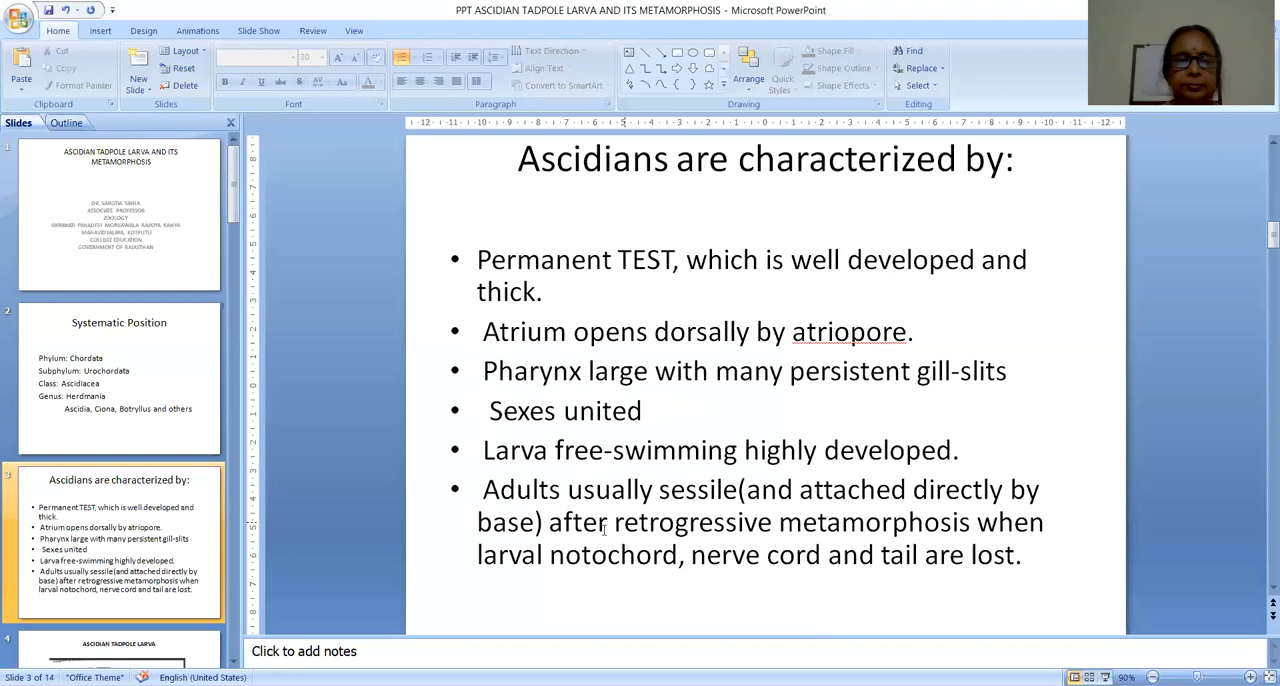 PPT ASCIDIAN TADPOLE LARVA AND ITS METAMORPHOSIS - Microsoft PowerPoint
Home Insert Design Animations Slide Show Review View
Paste
Cut
Copy
Format Painter
Clipboard
New
Slide
Layout
Reset
Delete
Slides
30
B I U abc S AV Aa A
Font
Text Direction
Align Text
Convert to SmartArt
Paragraph
Arrange
Quick
Styles
Shape Fill
Shape Outline
Shape Effects
Drawing
Find
Replace
Select
Editing
Slides Outline
1
ASCIDIAN TADPOLE LARVA AND ITS
METAMORPHOSIS
DR. SANGITA SINHA
ASSOCIATE PROFESSOR
ZOOLOGY
SHRIMATI PANADEVI MORIJAWALA RAJKIYA KANYA
MAHAVIDYALAYA, KOTPUTLI
COLLEGE EDUCATION
GOVERNMENT OF RAJASTHAN
2
Systematic Position
Phylum: Chordata
Subphylum: Urochordata
Class: Ascidiacea
Genus: Herdmania
Ascidia, Ciona, Botryllus and others
3
Ascidians are characterized by:
• Permanent TEST, which is well developed and
thick.
• Atrium opens dorsally by atriopore.
• Pharynx large with many persistent gill-slits
• Sexes united
• Larva free-swimming highly developed.
• Adults usually sessile(and attached directly by
base) after retrogressive metamorphosis when
larval notochord, nerve cord and tail are lost.
4
ASCIDIAN TADPOLE LARVA
Ascidians are characterized by:
• Permanent TEST, which is well developed and
thick.
• Atrium opens dorsally by atriopore.
• Pharynx large with many persistent gill-slits
• Sexes united
• Larva free-swimming highly developed.
• Adults usually sessile(and attached directly by
base) after retrogressive metamorphosis when
larval notochord, nerve cord and tail are lost.
Click to add notes
Slide 3 of 14 "Office Theme" English (United States) 90%